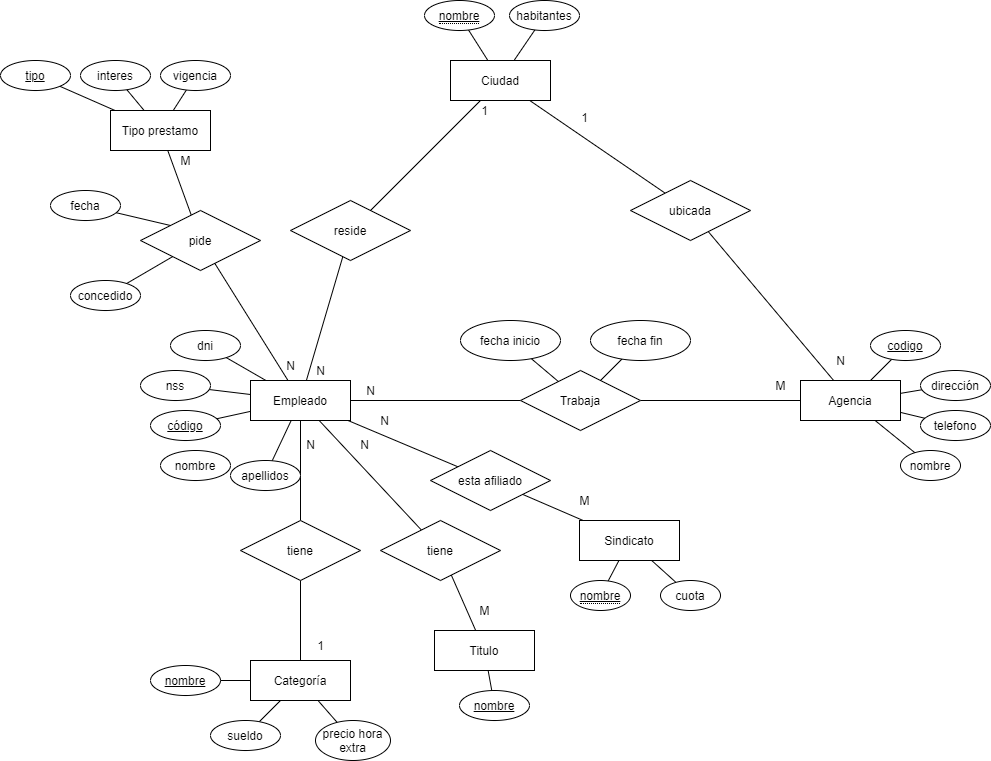 nombre
habitantes
Ciudad
tipo
interes
vigencia
Tipo prestamo
1
1
M
fecha
pide
reside
ubicada
concedido
dni
N
N
N
fecha inicio
fecha fin
codigo
nss
Empleado
N
Trabaja
M
Agencia
dirección
código
N
telefono
nombre
apellidos
N
N
esta afiliado
nombre
M
tiene
tiene
Sindicato
nombre
cuota
M
1
Titulo
nombre
Categoría
nombre
sueldo
precio hora
extra